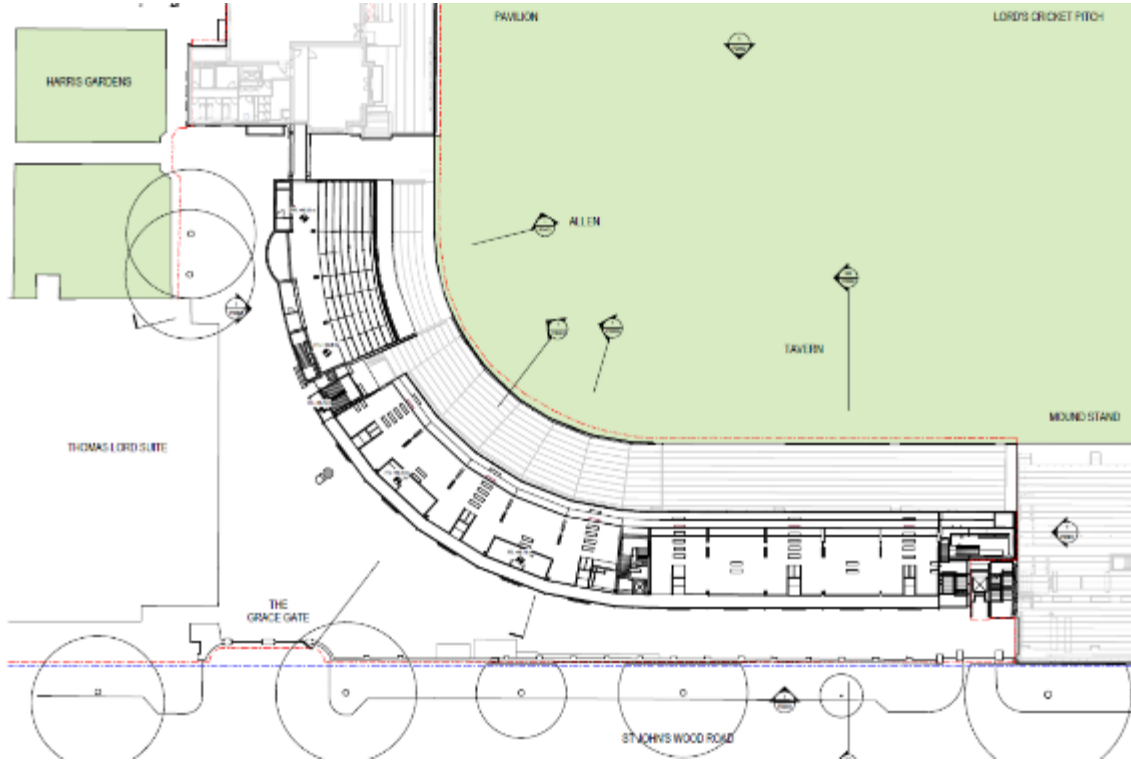 PAVILION
LORD'S CRICKET PITCH
HARRIS GARDENS
ALLEN
TAVERN
MOUND STAND
THOMAS LORD SUITE
THE
GRACE GATE
ST JOHN'S WOOD ROAD